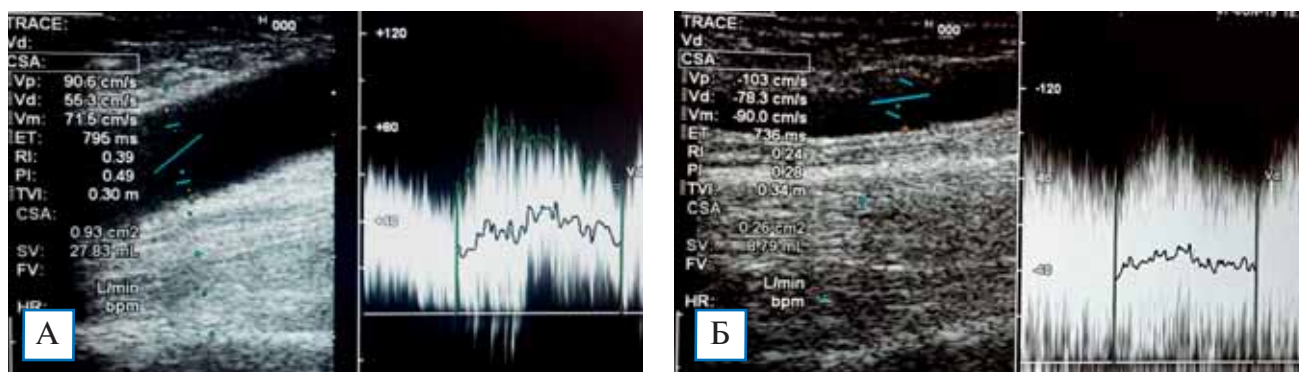 TRACE:
Vd:
CSA:
Vp: 90.6 cm/s
Vd: 55.3 cm/s
Vm: 71.5 cm/s
ET: 795 ms
RI: 0.39
PI: 0.49
TVI: 0.30 m
CSA:
0.93 cm2
SV: 27.83 mL
FV:
L/min
HR: bpm
H 000
+120
+60
Vd
А
TRACE:
Vd:
CSA:
Vp: -103 cm/s
Vd: -78.3 cm/s
Vm: -90.0 cm/s
ET: 736 ms
RI: 0.24
PI: 0.28
TVI: 0.34 m
CSA:
0.26 cm2
SV: 8.79 mL
FV:
L/min
HR: bpm
H 000
-120
Vd
Б